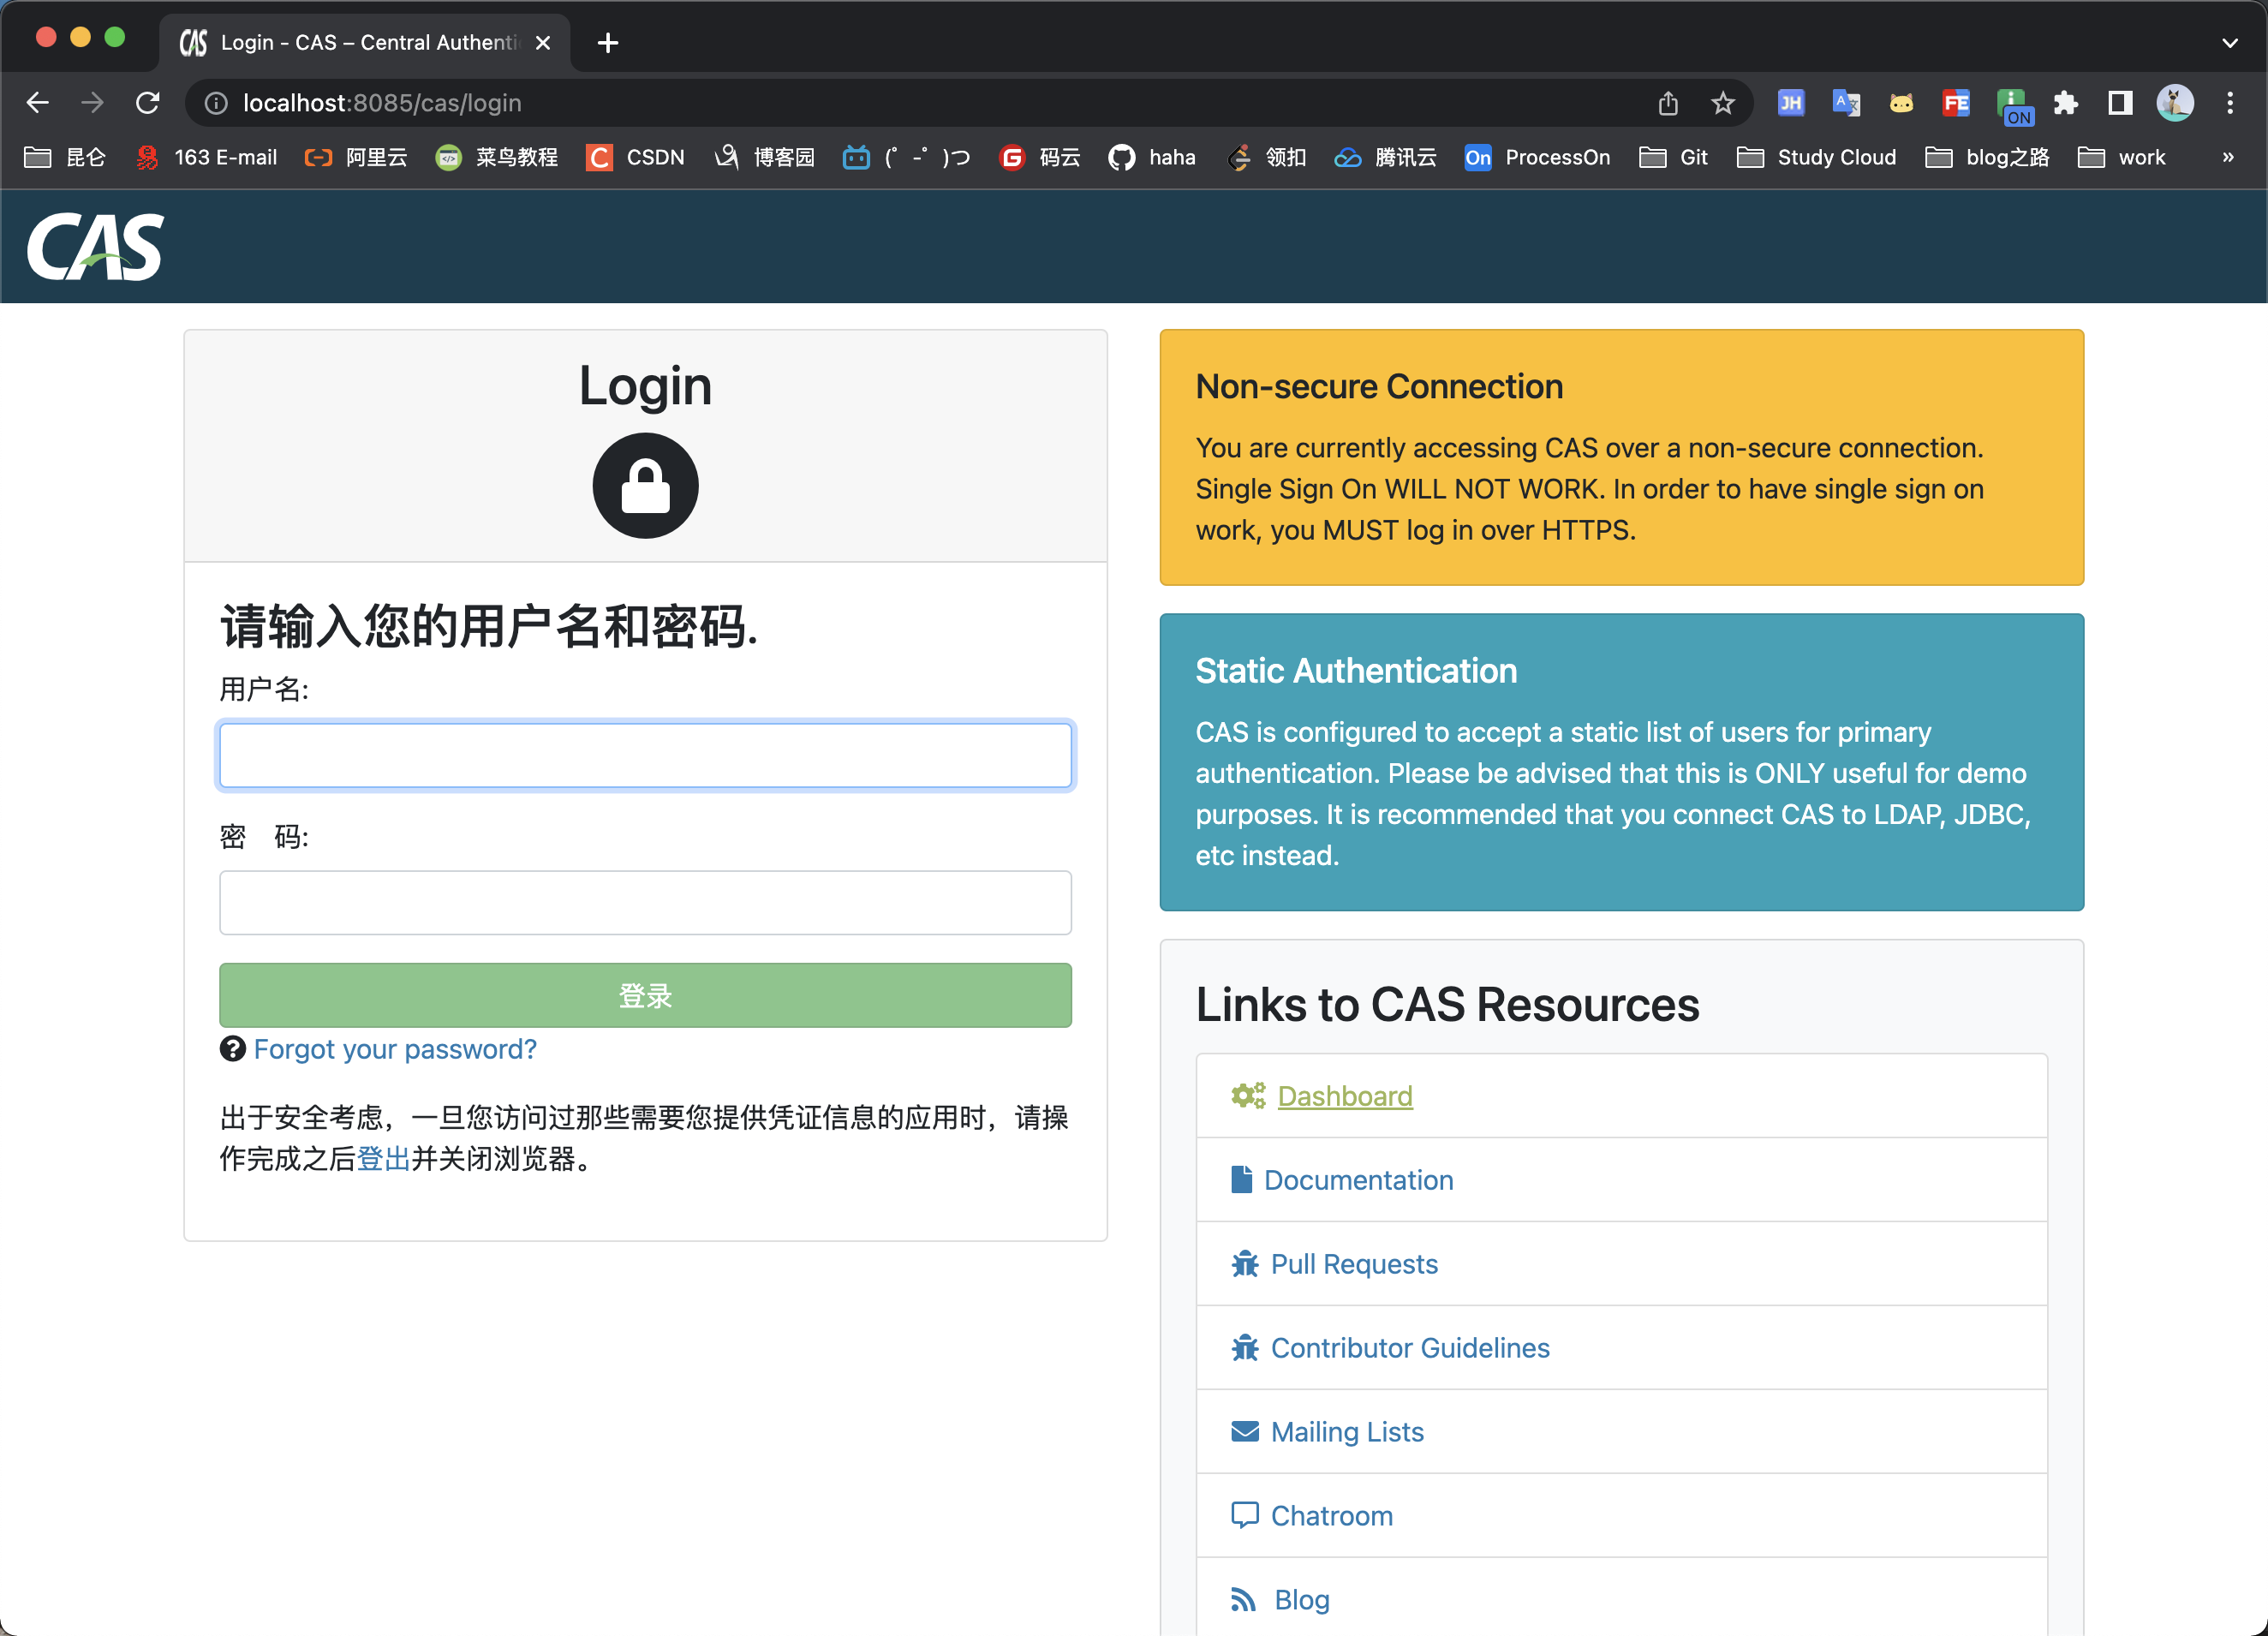 CAS Login - CAS – Central Authenti
localhost:8085/cas/login
JH
FE
ON
昆仑
163 E-mail
阿里云
菜鸟教程
C CSDN
博客园
(゜-゜)つ
G 码云
haha
领扣
腾讯云
On ProcessOn
Git
Study Cloud
blog之路
work
»
CAS
Login
请输入您的用户名和密码.
用户名:
密　码:
登录
Forgot your password?
出于安全考虑，一旦您访问过那些需要您提供凭证信息的应用时，请操
作完成之后登出并关闭浏览器。
Non-secure Connection
You are currently accessing CAS over a non-secure connection.
Single Sign On WILL NOT WORK. In order to have single sign on
work, you MUST log in over HTTPS.
Static Authentication
CAS is configured to accept a static list of users for primary
authentication. Please be advised that this is ONLY useful for demo
purposes. It is recommended that you connect CAS to LDAP, JDBC,
etc instead.
Links to CAS Resources
Dashboard
Documentation
Pull Requests
Contributor Guidelines
Mailing Lists
Chatroom
Blog